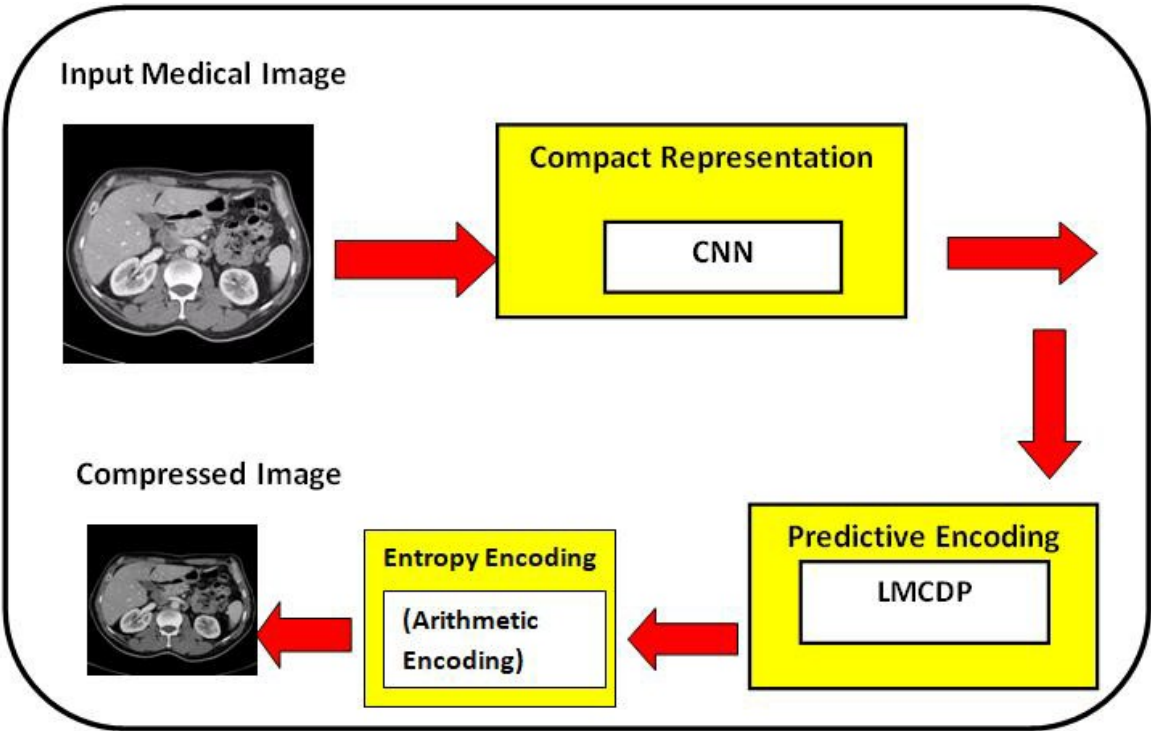 Input Medical Image
Compact Representation
CNN
Predictive Encoding
LMCDP
Entropy Encoding
(Arithmetic
Encoding)
Compressed Image